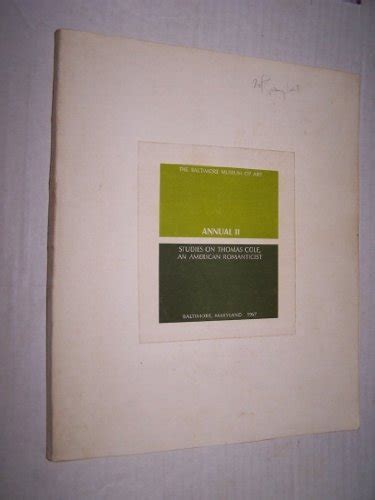 THE BALTIMORE MUSEUM OF ART
ANNUAL II
STUDIES ON THOMAS COLE,
AN AMERICAN ROMANTICIST
BALTIMORE, MARYLAND 1967